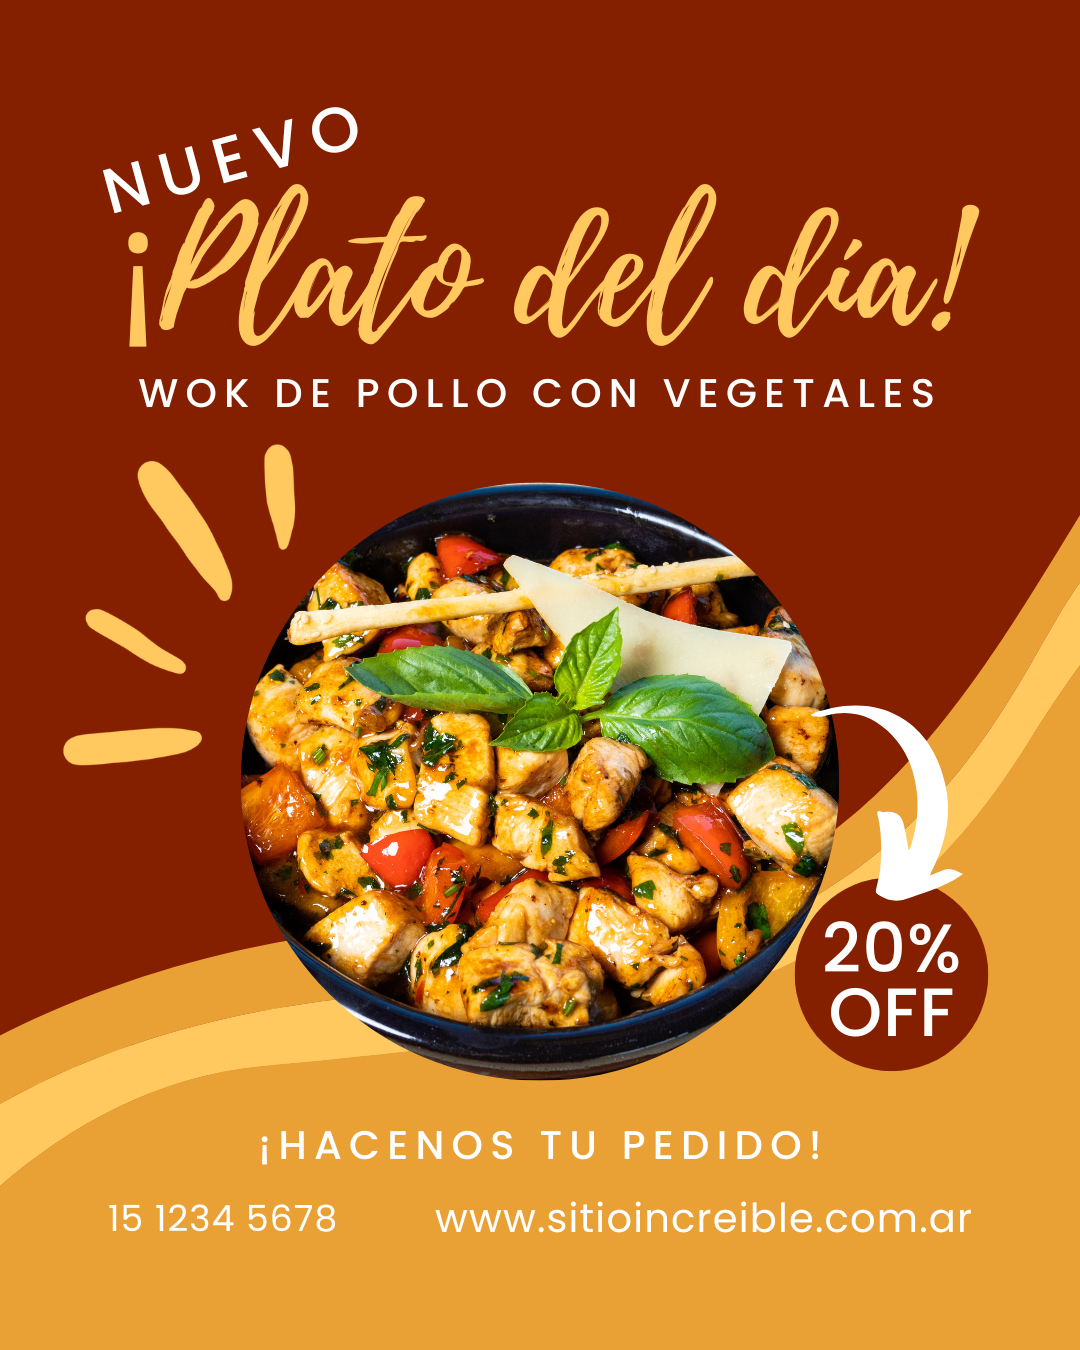 NUEVO
¡Plato del día!
WOK DE POLLO CON VEGETALES
20%
OFF
¡HACENOS TU PEDIDO!
15 1234 5678
www.sitioincreible.com.ar